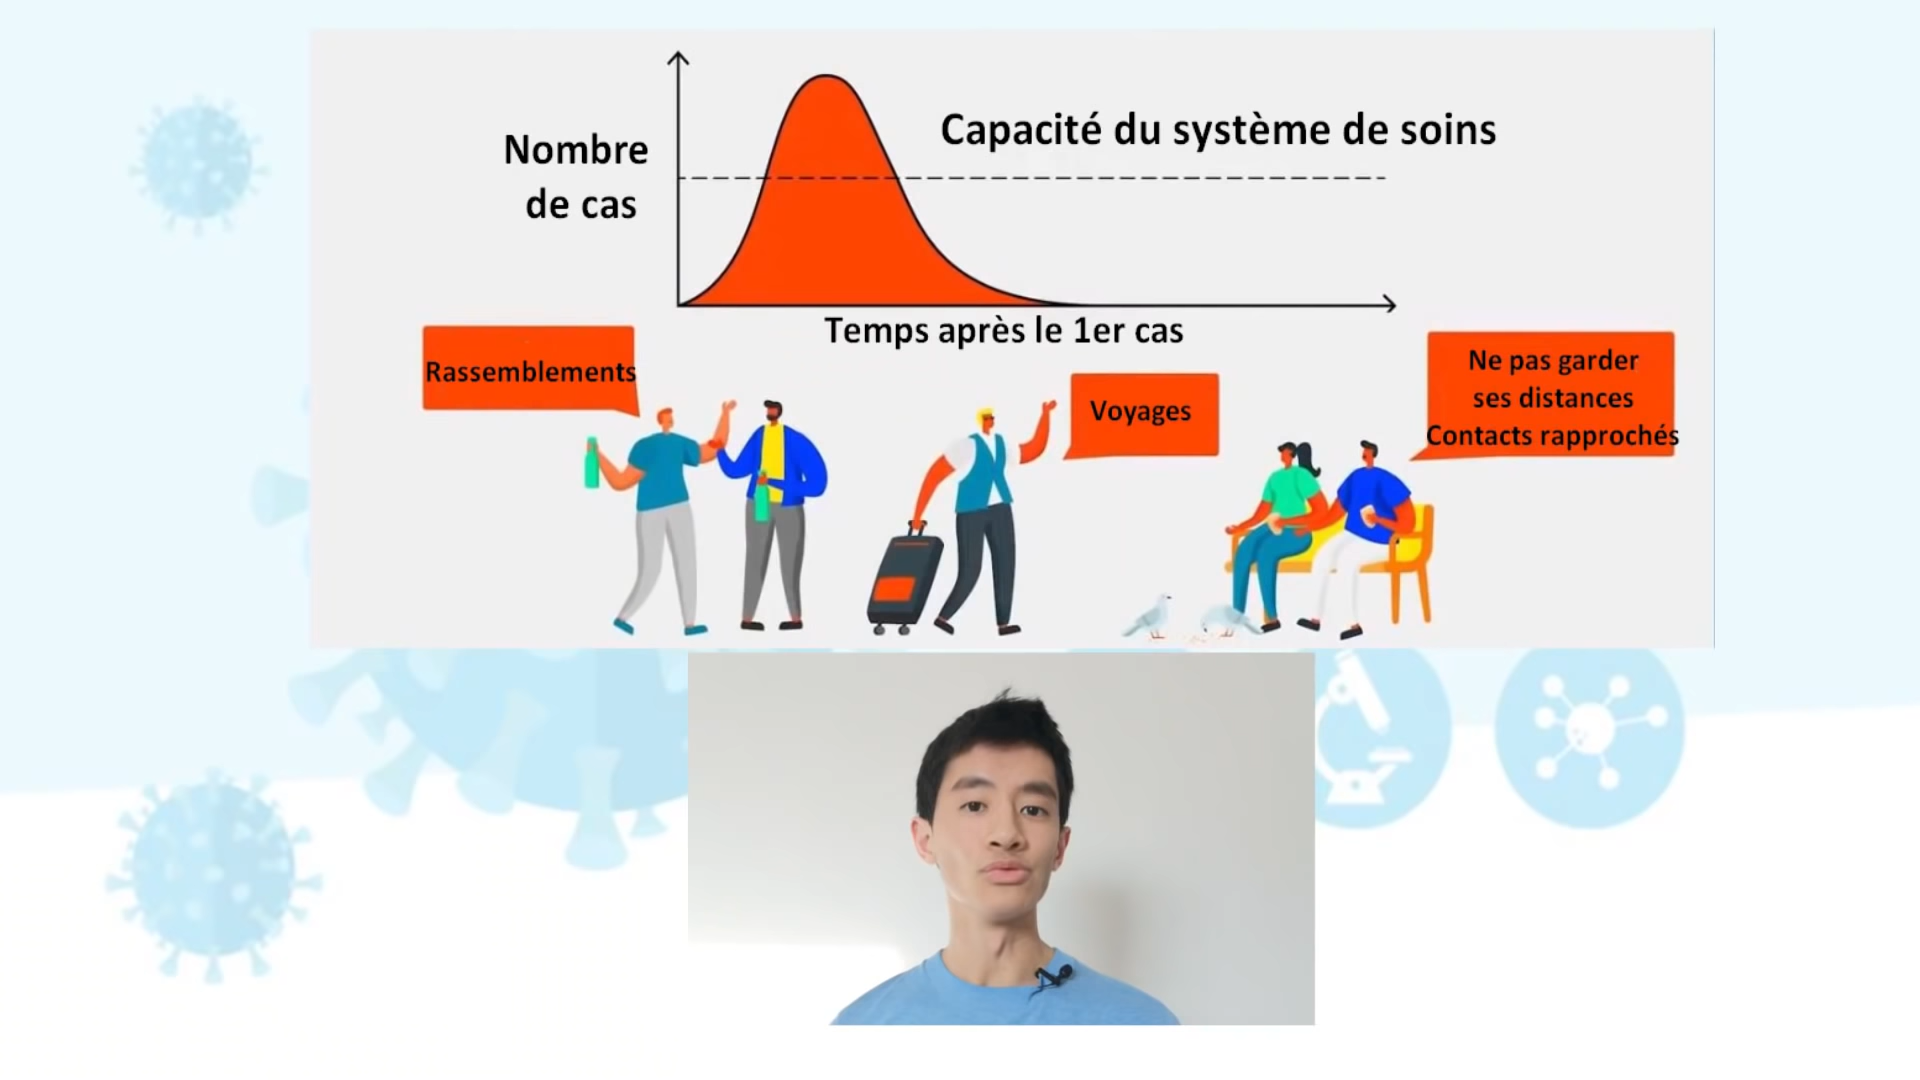 Capacité du système de soins
Nombre
de cas
Temps après le 1er cas
Rassemblements
Voyages
Ne pas garder
ses distances
Contacts rapprochés